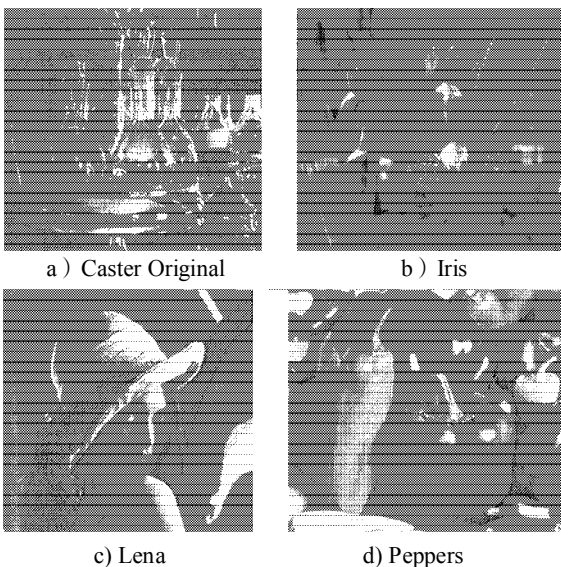 a ）Caster Original
b ）Iris
c) Lena
d) Peppers